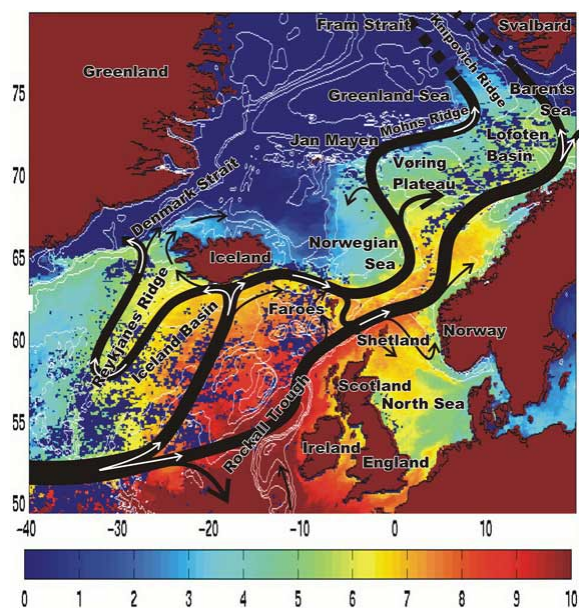 Fram Strait
Svalbard
Knipovich Ridge
Greenland
75
Barents
Sea
Greenland Sea
Mohns Ridge
Jan Mayen
Lofoten
Basin
70
Vøring
Plateau
Denmark Strait
65
Norwegian
Sea
Iceland
Reykjanes Ridge
Iceland Basin
Faroes
60
Norway
Shetland
Scotland
North Sea
55
Rockall Trough
Ireland
England
50
-40 -30 -20 -10 0 10
0 1 2 3 4 5 6 7 8 9 10